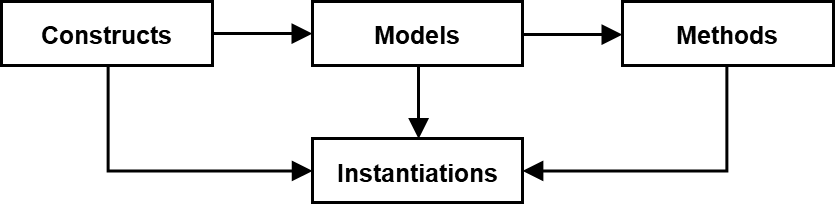 Constructs
Models
Methods
Instantiations